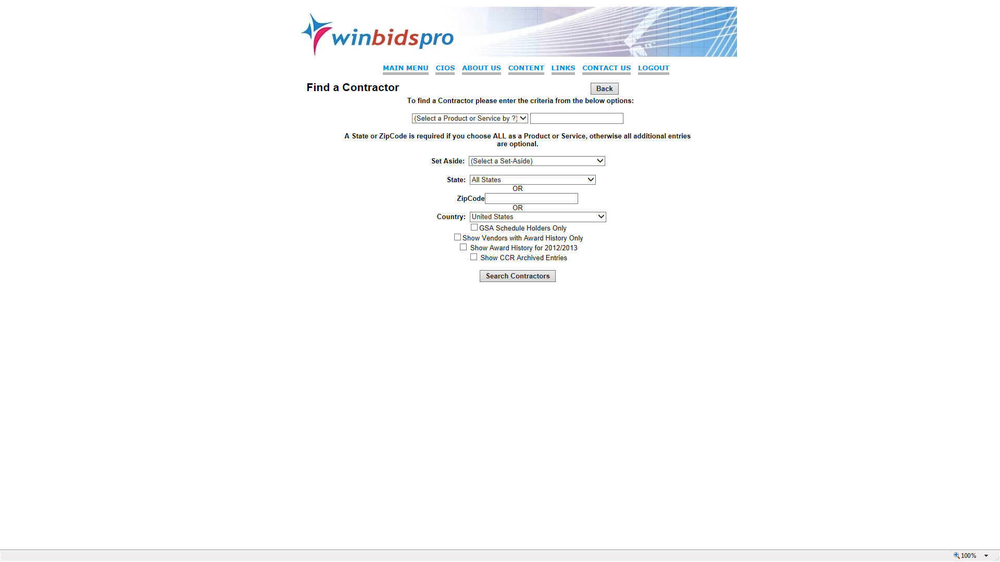 winbidspro
MAIN MENU CIOS ABOUT US CONTENT LINKS CONTACT US LOGOUT
Find a Contractor
Back
To find a Contractor please enter the criteria from the below options:
(Select a Product or Service by ?)
A State or ZipCode is required if you choose ALL as a Product or Service, otherwise all additional entries
are optional.
Set Aside: (Select a Set-Aside)
State: All States
OR
ZipCode
OR
Country: United States
GSA Schedule Holders Only
Show Vendors with Award History Only
Show Award History for 2012/2013
Show CCR Archived Entries
Search Contractors
100%